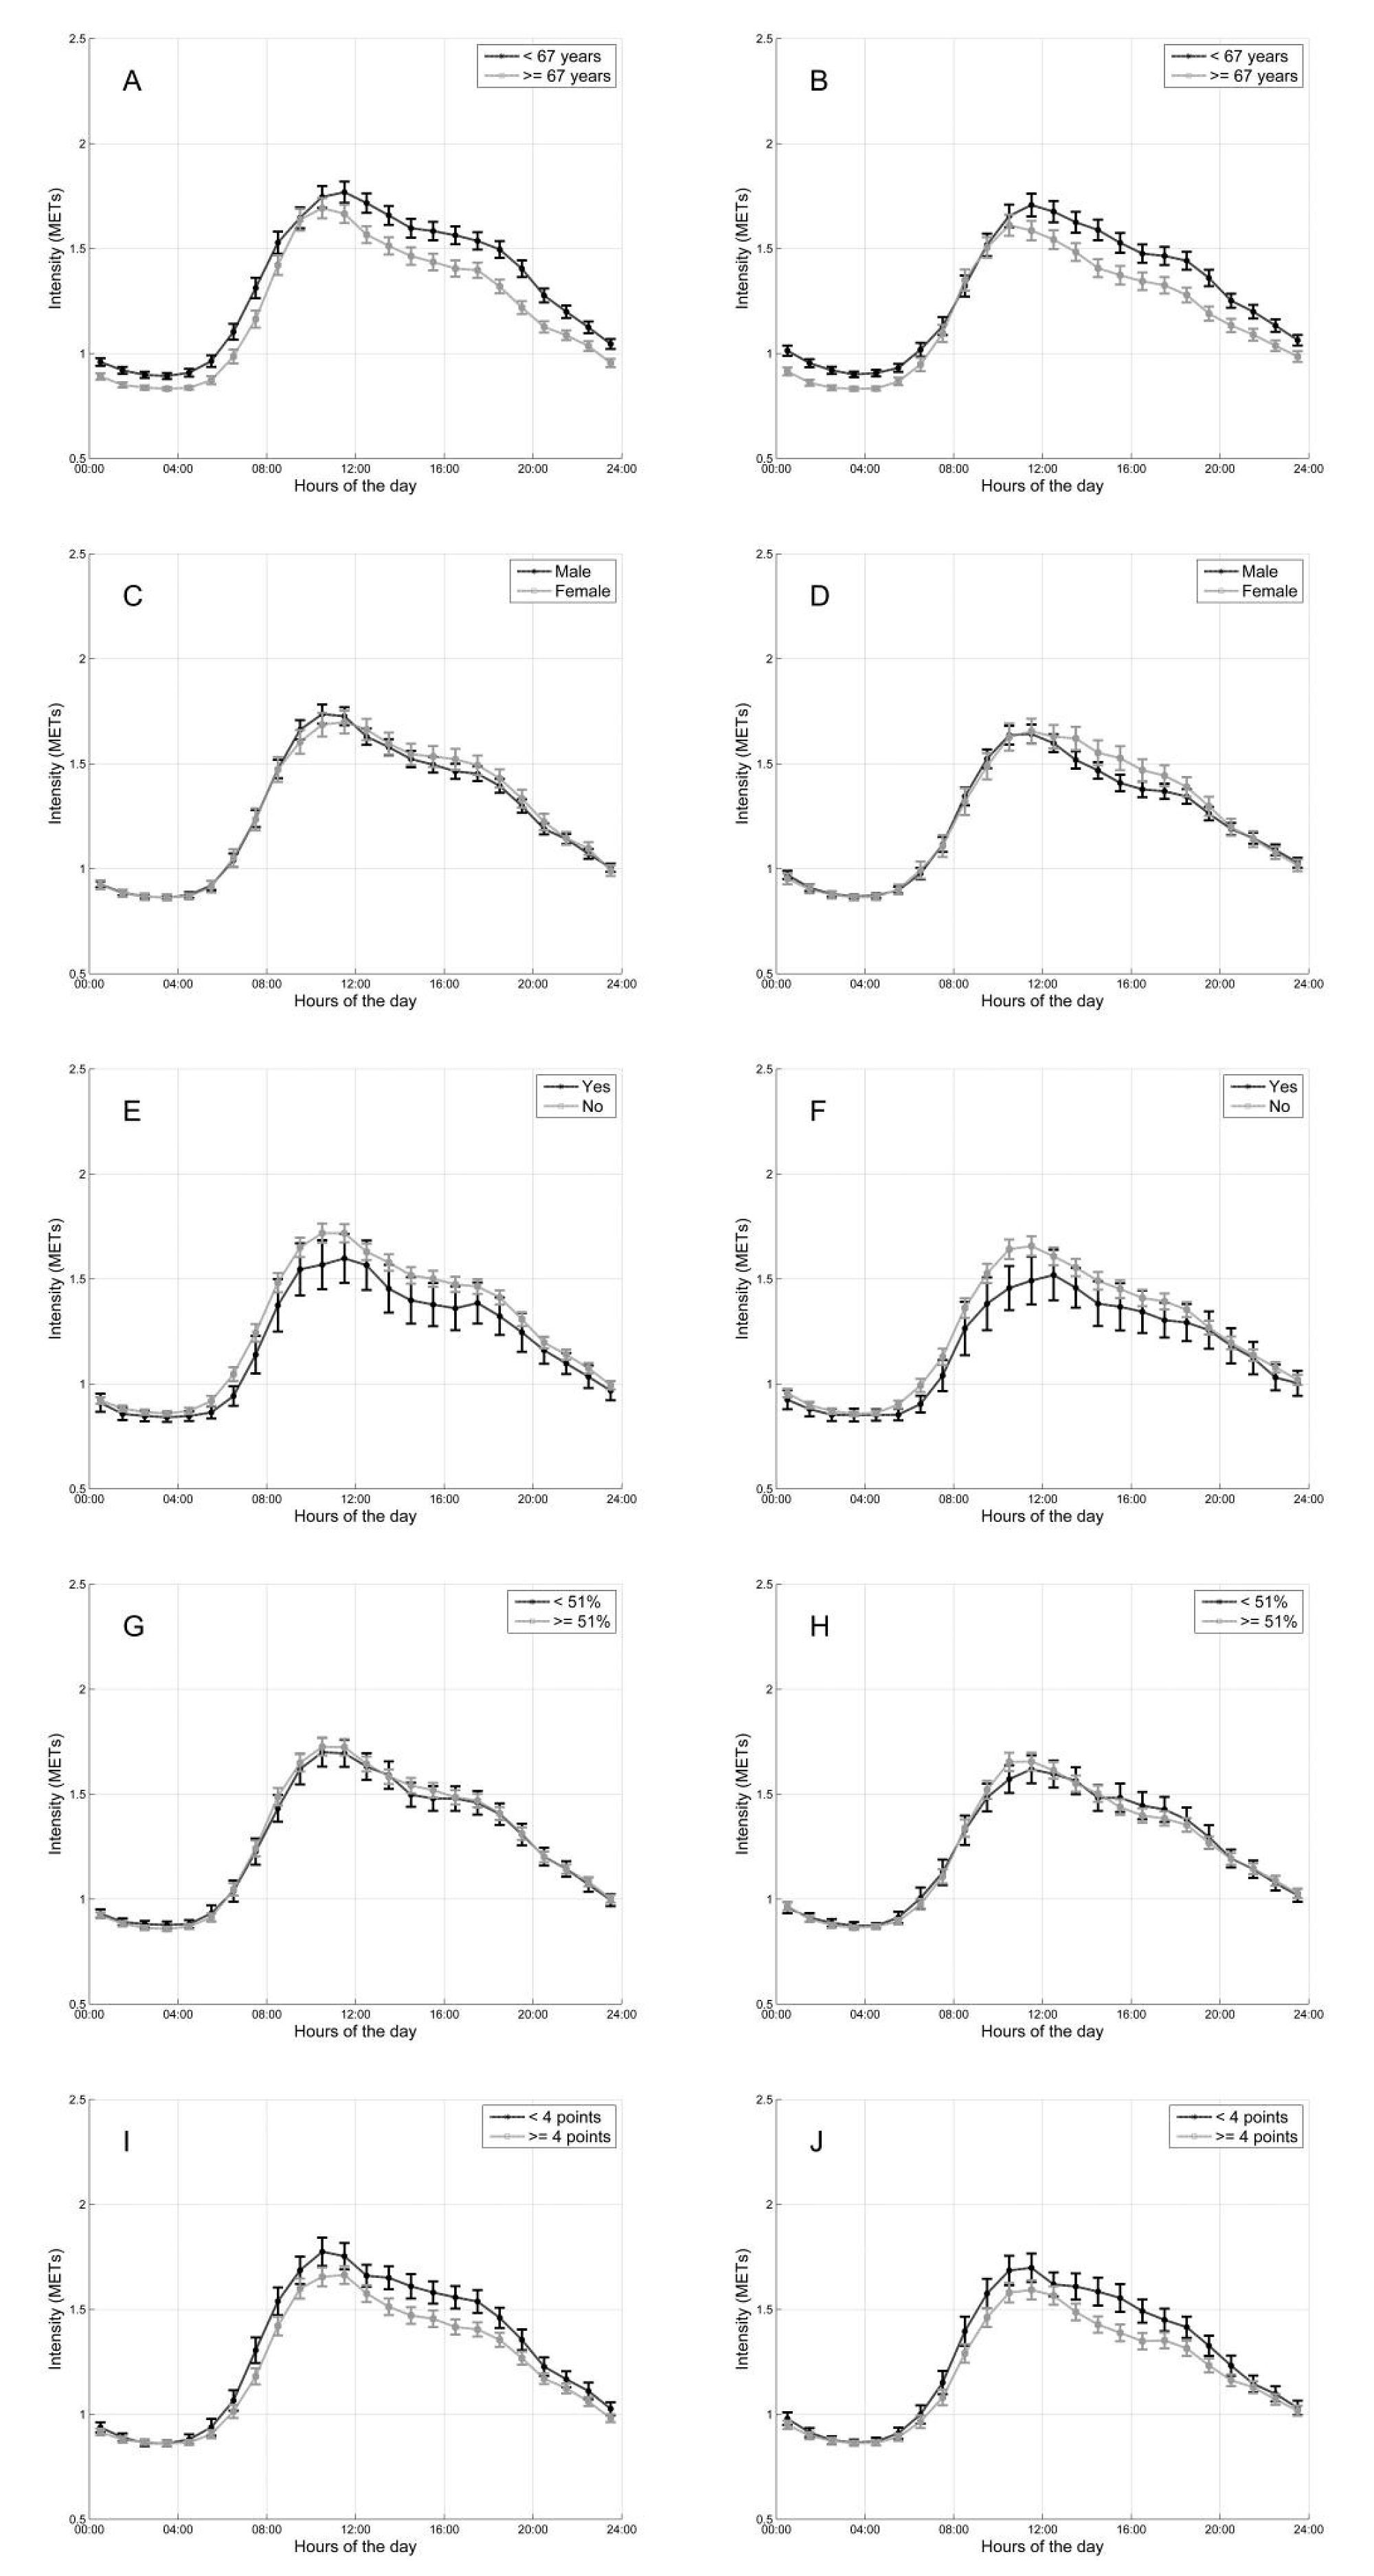 A
< 67 years
>= 67 years
2.5
2
1.5
1
0.5
Intensity (METs)
00:00 04:00 08:00 12:00 16:00 20:00 24:00
Hours of the day
B
< 67 years
>= 67 years
2.5
2
1.5
1
0.5
Intensity (METs)
00:00 04:00 08:00 12:00 16:00 20:00 24:00
Hours of the day
C
Male
Female
2.5
2
1.5
1
0.5
Intensity (METs)
00:00 04:00 08:00 12:00 16:00 20:00 24:00
Hours of the day
D
Male
Female
2.5
2
1.5
1
0.5
Intensity (METs)
00:00 04:00 08:00 12:00 16:00 20:00 24:00
Hours of the day
E
Yes
No
2.5
2
1.5
1
0.5
Intensity (METs)
00:00 04:00 08:00 12:00 16:00 20:00 24:00
Hours of the day
F
Yes
No
2.5
2
1.5
1
0.5
Intensity (METs)
00:00 04:00 08:00 12:00 16:00 20:00 24:00
Hours of the day
G
< 51%
>= 51%
2.5
2
1.5
1
0.5
Intensity (METs)
00:00 04:00 08:00 12:00 16:00 20:00 24:00
Hours of the day
H
< 51%
>= 51%
2.5
2
1.5
1
0.5
Intensity (METs)
00:00 04:00 08:00 12:00 16:00 20:00 24:00
Hours of the day
I
< 4 points
>= 4 points
2.5
2
1.5
1
0.5
Intensity (METs)
00:00 04:00 08:00 12:00 16:00 20:00 24:00
Hours of the day
J
< 4 points
>= 4 points
2.5
2
1.5
1
0.5
Intensity (METs)
00:00 04:00 08:00 12:00 16:00 20:00 24:00
Hours of the day